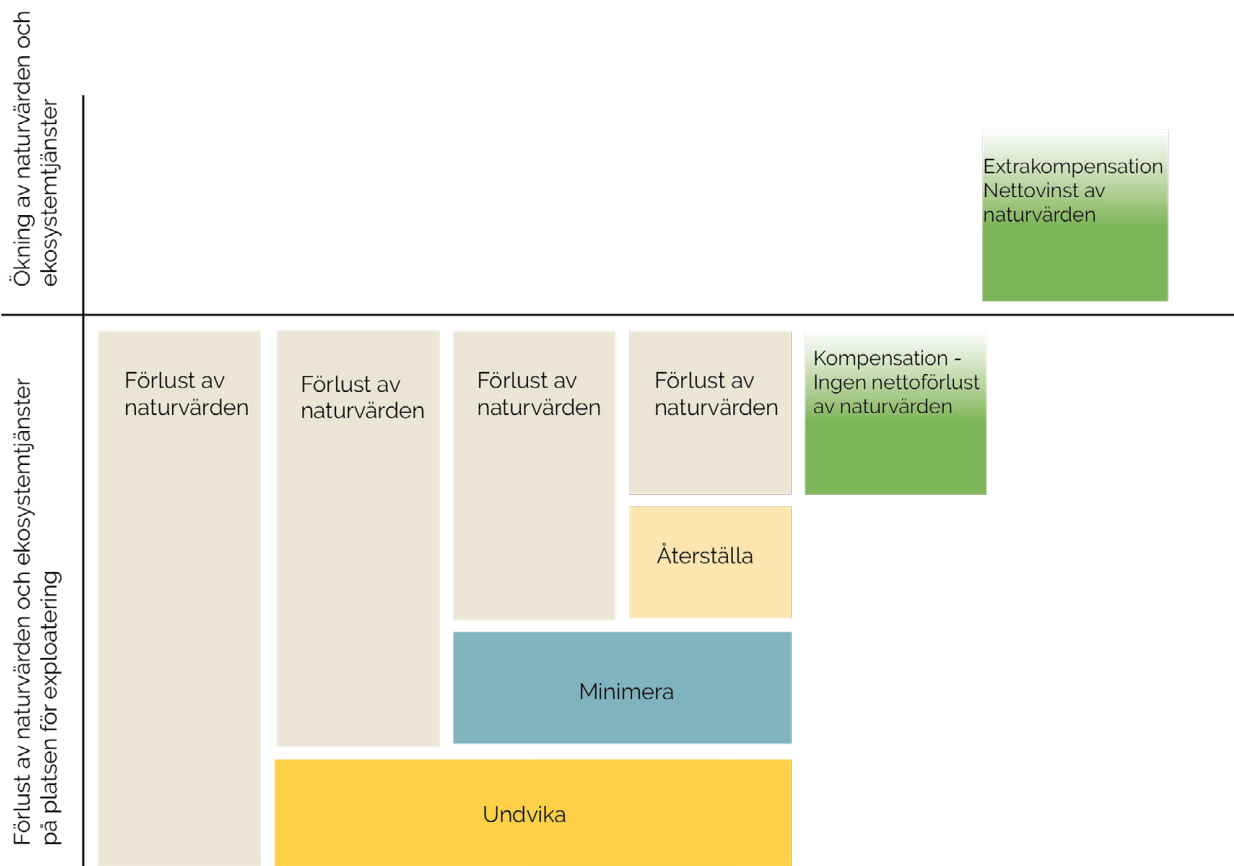 Ökning av naturvärden och
ekosystemtjänster
Extrakompensation
Nettovinst av
naturvärden
Förlust av naturvärden och ekosystemtjänster
på platsen för exploatering
Förlust av
naturvärden
Förlust av
naturvärden
Förlust av
naturvärden
Förlust av
naturvärden
Kompensation -
Ingen nettoförlust
av naturvärden
Återställa
Minimera
Undvika